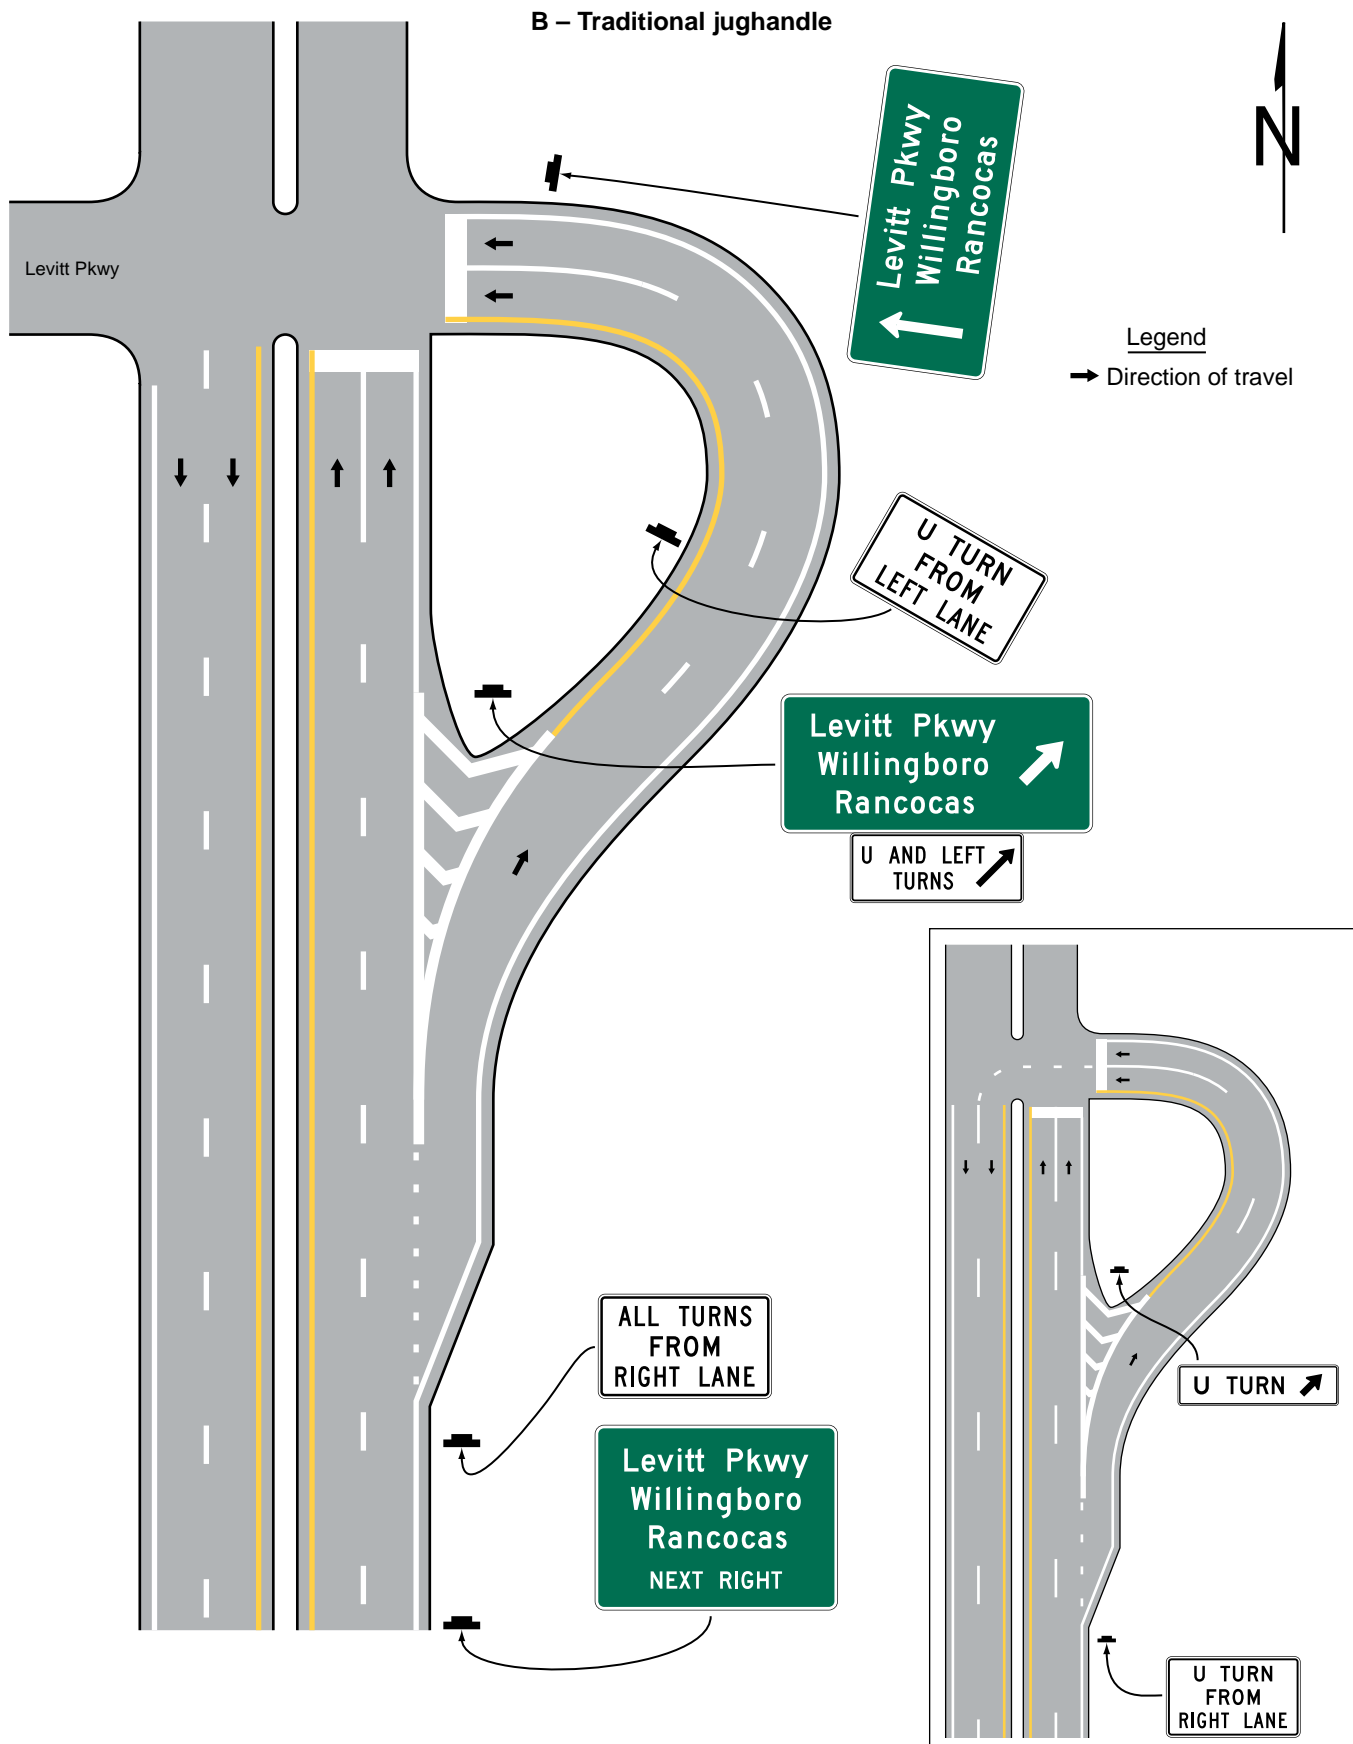 B – Traditional jughandle
N
Levitt Pkwy
Willingboro
Rancocas
Levitt Pkwy
Legend
Direction of travel
U TURN
FROM
LEFT LANE
Levitt Pkwy
Willingboro
Rancocas
U AND LEFT
TURNS
ALL TURNS
FROM
RIGHT LANE
Levitt Pkwy
Willingboro
Rancocas
NEXT RIGHT
U TURN
U TURN
FROM
RIGHT LANE